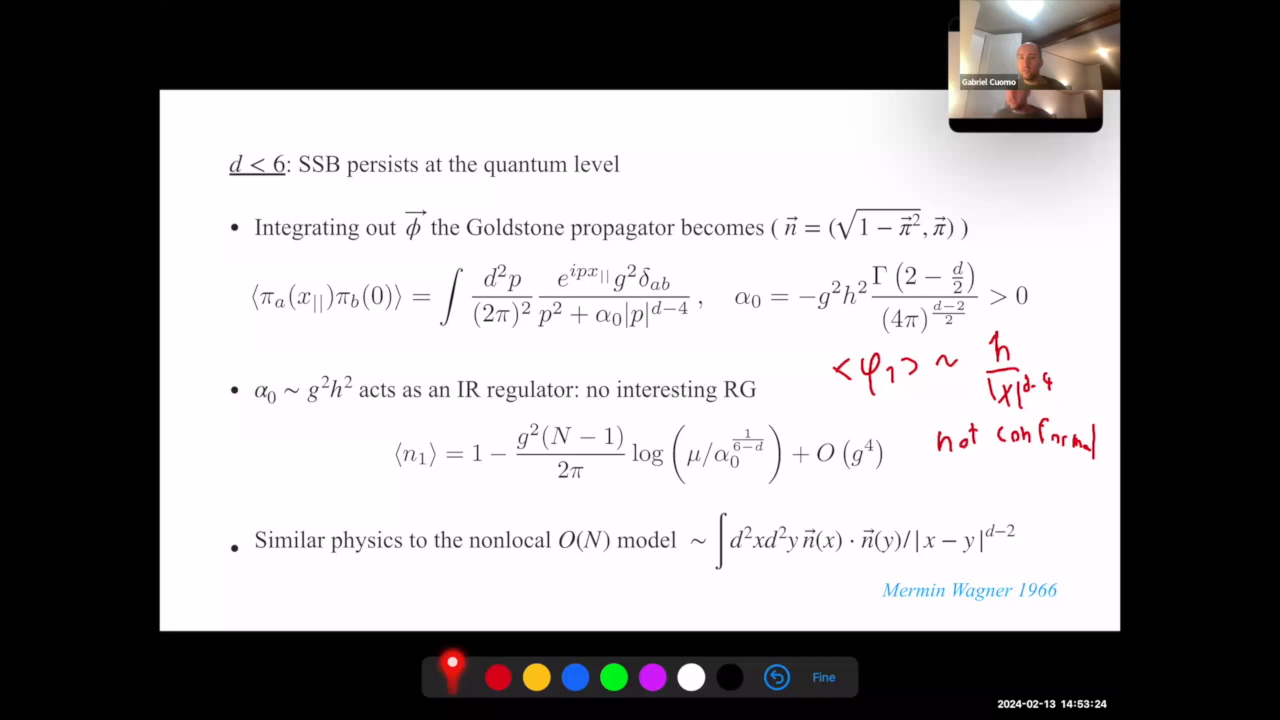 Gabriel Cuomo
d < 6: SSB persists at the quantum level
• Integrating out $\vec{\phi}$ the Goldstone propagator becomes ( $\vec{n} = (\sqrt{1 - \vec{\pi}^2}, \vec{\pi})$ )
$\langle \pi_a(x_{||}) \pi_b(0) \rangle = \int \frac{d^2p}{(2\pi)^2} \frac{e^{ipx_{||}} g^2 \delta_{ab}}{p^2 + \alpha_0 |p|^{d-4}} , \quad \alpha_0 = -g^2 h^2 \frac{\Gamma\left(2 - \frac{d}{2}\right)}{(4\pi)^{\frac{d-2}{2}}} > 0$
$\langle \varphi_1 \rangle \sim \frac{h}{|x|^{d-4}}$
• $\alpha_0 \sim g^2 h^2$ acts as an IR regulator: no interesting RG
not conformal
$\langle n_1 \rangle = 1 - \frac{g^2 (N-1)}{2\pi} \log\left(\mu / \alpha_0^{\frac{1}{6-d}}\right) + O\left(g^4\right)$
• Similar physics to the nonlocal O(N) model $\sim \int d^2x d^2y \, \vec{n}(x) \cdot \vec{n}(y) / |x - y|^{d-2}$
Mermin Wagner 1966
Fine
2024-02-13 14:53:24